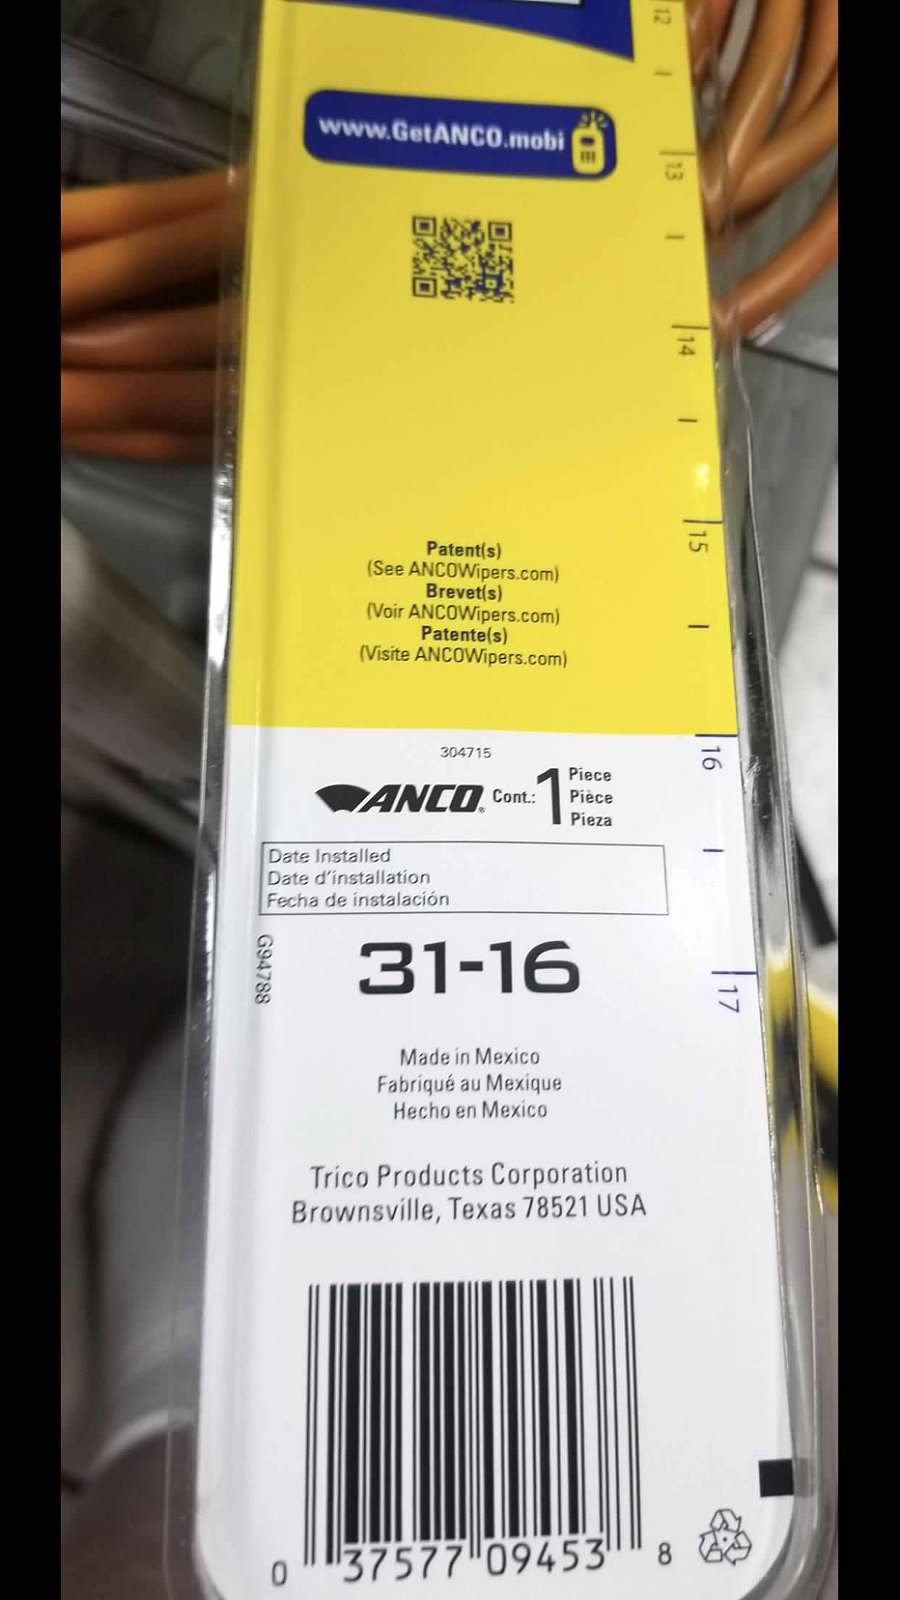 12
www.GetANCO.mobi
13
14
15
Patent(s)
(See ANCOWipers.com)
Brevet(s)
(Voir ANCOWipers.com)
Patente(s)
(Visite ANCOWipers.com)
16
304715
ANCO® Cont.: 1 Piece
Pièce
Pieza
Date Installed
Date d'installation
Fecha de instalación
G94788
31-16
17
Made in Mexico
Fabriqué au Mexique
Hecho en Mexico
Trico Products Corporation
Brownsville, Texas 78521 USA
0 37577 09453 8